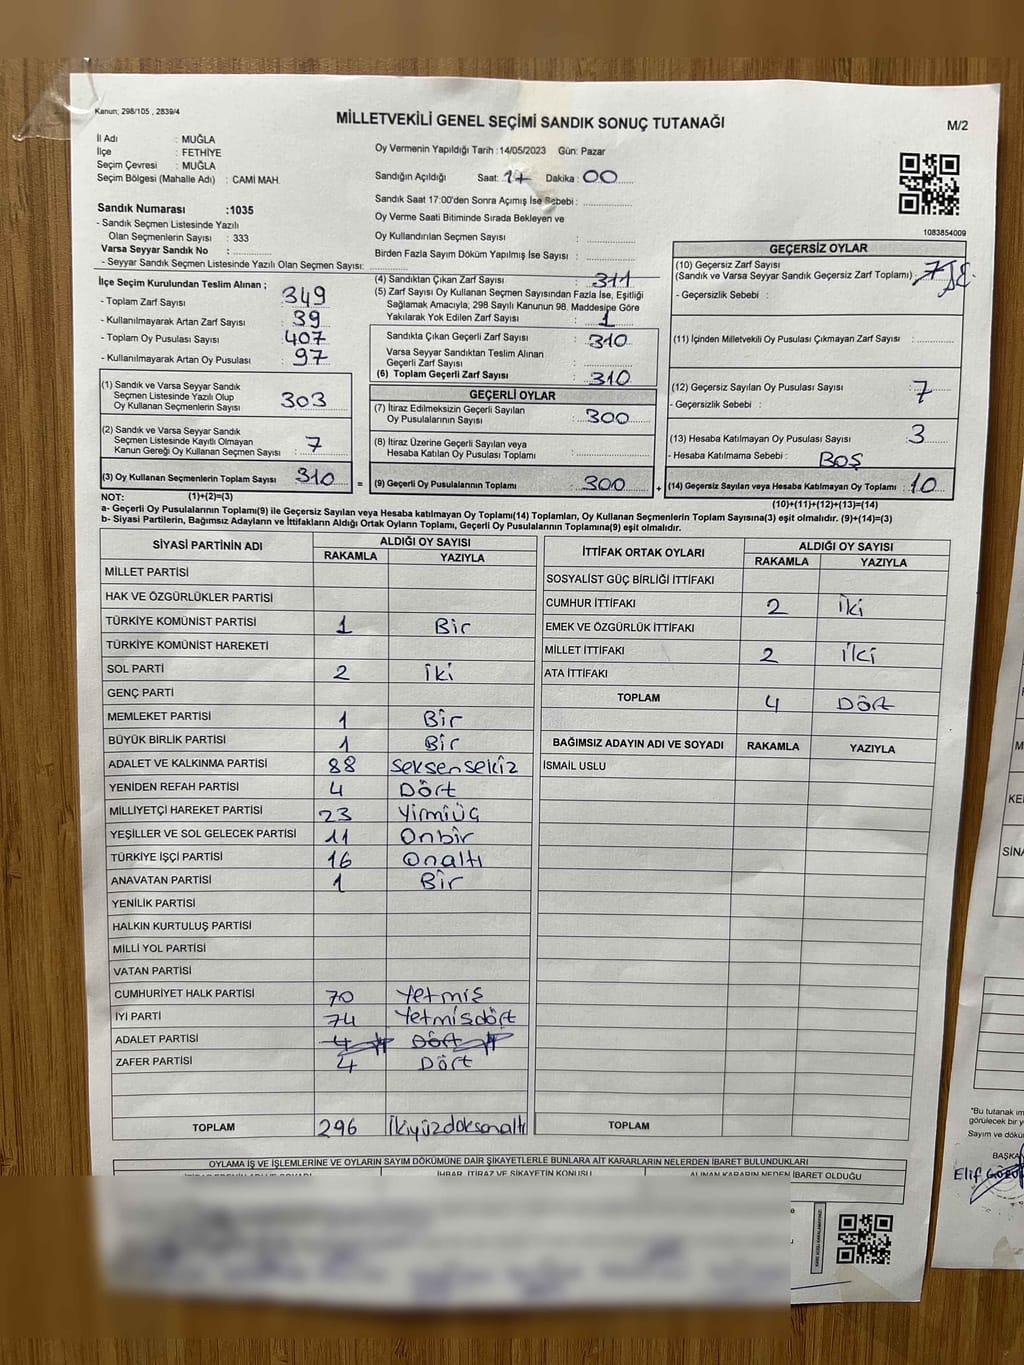 Kanun; 298/105 , 2839/4
MİLLETVEKİLİ GENEL SEÇİMİ SANDIK SONUÇ TUTANAĞI
M/2
İl Adı : MUĞLA
İlçe : FETHİYE
Seçim Çevresi : MUĞLA
Seçim Bölgesi (Mahalle Adı) : CAMİ MAH.
Oy Vermenin Yapıldığı Tarih :14/05/2023 Gün: Pazar
Sandığın Açıldığı Saat: 17 Dakika : 00
Sandık Saat 17:00'den Sonra Açımış İse Sebebi :
Oy Verme Saati Bitiminde Sırada Bekleyen ve
Oy Kullandırılan Seçmen Sayısı :
Birden Fazla Sayım Döküm Yapılmış İse Sayısı :
1083854009
Sandık Numarası :1035
- Sandık Seçmen Listesinde Yazılı
Olan Seçmenlerin Sayısı : 333
Varsa Seyyar Sandık No :
- Seyyar Sandık Seçmen Listesinde Yazılı Olan Seçmen Sayısı:
İlçe Seçim Kurulundan Teslim Alınan ;
- Toplam Zarf Sayısı : 349
- Kullanılmayarak Artan Zarf Sayısı : 39
- Toplam Oy Pusulası Sayısı : 407
- Kullanılmayarak Artan Oy Pusulası : 97
(1) Sandık ve Varsa Seyyar Sandık
Seçmen Listesinde Yazılı Olup
Oy Kullanan Seçmenlerin Sayısı : 303
(2) Sandık ve Varsa Seyyar Sandık
Seçmen Listesinde Kayıtlı Olmayan
Kanun Gereği Oy Kullanan Seçmen Sayısı : 7
(3) Oy Kullanan Seçmenlerin Toplam Sayısı : 310 =
(4) Sandıktan Çıkan Zarf Sayısı : 311
(5) Zarf Sayısı Oy Kullanan Seçmen Sayısından Fazla İse, Eşitliği
Sağlamak Amacıyla, 298 Sayılı Kanunun 98. Maddesine Göre
Yakılarak Yok Edilen Zarf Sayısı : 1
Sandıkta Çıkan Geçerli Zarf Sayısı : 310
Varsa Seyyar Sandıktan Teslim Alınan
Geçerli Zarf Sayısı :
(6) Toplam Geçerli Zarf Sayısı : 310
GEÇERLİ OYLAR
(7) İtiraz Edilmeksizin Geçerli Sayılan
Oy Pusulalarının Sayısı : 300
(8) İtiraz Üzerine Geçerli Sayılan veya
Hesaba Katılan Oy Pusulası Toplamı :
(9) Geçerli Oy Pusulalarının Toplamı : 300 +
GEÇERSİZ OYLAR
(10) Geçersiz Zarf Sayısı
(Sandık ve Varsa Seyyar Sandık Geçersiz Zarf Toplamı) : 7
- Geçersizlik Sebebi :
(11) İçinden Milletvekili Oy Pusulası Çıkmayan Zarf Sayısı :
(12) Geçersiz Sayılan Oy Pusulası Sayısı : 7
- Geçersizlik Sebebi :
(13) Hesaba Katılmayan Oy Pusulası Sayısı : 3
- Hesaba Katılmama Sebebi : BOŞ
(14) Geçersiz Sayılan veya Hesaba Katılmayan Oy Toplamı : 10
NOT: (1)+(2)=(3)
(10)+(11)+(12)+(13)=(14)
a- Geçerli Oy Pusulalarının Toplamı(9) ile Geçersiz Sayılan veya Hesaba Katılmayan Oy Toplamı(14) Toplamları, Oy Kullanan Seçmenlerin Toplam Sayısına(3) eşit olmalıdır. (9)+(14)=(3)
b- Siyasi Partilerin, Bağımsız Adayların ve İttifakların Aldığı Ortak Oyların Toplamı, Geçerli Oy Pusulalarının Toplamına(9) eşit olmalıdır.
SİYASİ PARTİNİN ADI
ALDIĞI OY SAYISI
RAKAMLA YAZIYLA
MİLLET PARTİSİ
HAK VE ÖZGÜRLÜKLER PARTİSİ
TÜRKİYE KOMÜNİST PARTİSİ 1 Bir
TÜRKİYE KOMÜNİST HAREKETİ
SOL PARTİ 2 iki
GENÇ PARTİ
MEMLEKET PARTİSİ 1 Bir
BÜYÜK BİRLİK PARTİSİ 1 Bir
ADALET VE KALKINMA PARTİSİ 88 seksensekiz
YENİDEN REFAH PARTİSİ 4 Dört
MİLLİYETÇİ HAREKET PARTİSİ 23 Yirmiüç
YEŞİLLER VE SOL GELECEK PARTİSİ 11 Onbir
TÜRKİYE İŞÇİ PARTİSİ 16 Onaltı
ANAVATAN PARTİSİ 1 Bir
YENİLİK PARTİSİ
HALKIN KURTULUŞ PARTİSİ
MİLLİ YOL PARTİSİ
VATAN PARTİSİ
CUMHURİYET HALK PARTİSİ 70 Yetmiş
İYİ PARTİ 74 Yetmişdört
ADALET PARTİSİ 4 Dört
ZAFER PARTİSİ 4 Dört
TOPLAM 296 İkiyüzdoksanaltı
İTTİFAK ORTAK OYLARI
ALDIĞI OY SAYISI
RAKAMLA YAZIYLA
SOSYALİST GÜÇ BİRLİĞİ İTTİFAKI
CUMHUR İTTİFAKI 2 İki
EMEK VE ÖZGÜRLÜK İTTİFAKI
MİLLET İTTİFAKI 2 iki
ATA İTTİFAKI
TOPLAM 4 Dört
BAĞIMSIZ ADAYIN ADI VE SOYADI RAKAMLA YAZIYLA
İSMAİL USLU
TOPLAM
OYLAMA İŞ VE İŞLEMLERİNE VE OYLARIN SAYIM DÖKÜMÜNE DAİR ŞİKAYETLERLE BUNLARA AİT KARARLARIN NELERDEN İBARET BULUNDUKLARI
İHBAR, İTİRAZ VE ŞİKAYETİN KONUSU
ALINAN KARARIN NEDEN İBARET OLDUĞU
KE
SİNA
"Bu tutanak
görülecek bir
Sayım ve
BAŞKA
Elif